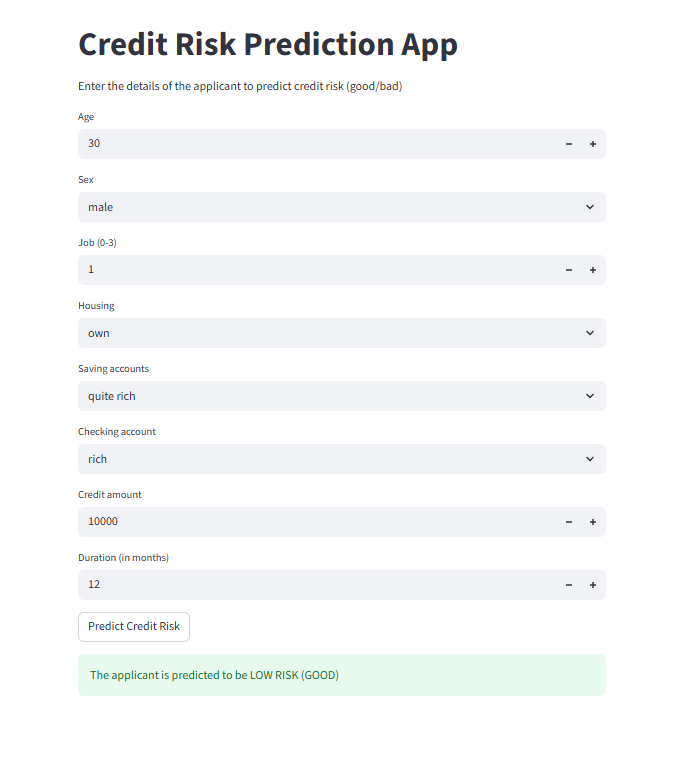 Credit Risk Prediction App
Enter the details of the applicant to predict credit risk (good/bad)
Age
30
Sex
male
Job (0-3)
1
Housing
own
Saving accounts
quite rich
Checking account
rich
Credit amount
10000
Duration (in months)
12
Predict Credit Risk
The applicant is predicted to be LOW RISK (GOOD)